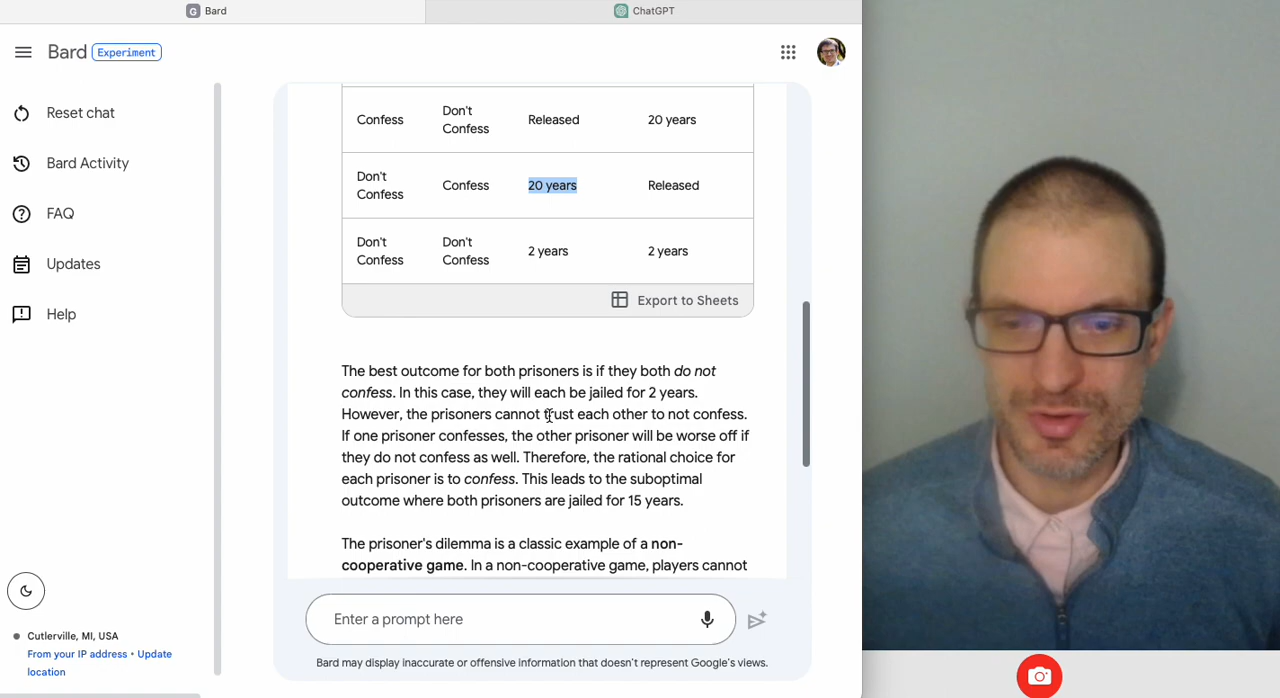 Bard
ChatGPT
Bard Experiment
Reset chat
Bard Activity
FAQ
Updates
Help
Cutlerville, MI, USA
From your IP address • Update
location
Confess Don't Confess Released 20 years
Don't Confess Confess 20 years Released
Don't Confess Don't Confess 2 years 2 years
Export to Sheets
The best outcome for both prisoners is if they both do not
confess. In this case, they will each be jailed for 2 years.
However, the prisoners cannot trust each other to not confess.
If one prisoner confesses, the other prisoner will be worse off if
they do not confess as well. Therefore, the rational choice for
each prisoner is to confess. This leads to the suboptimal
outcome where both prisoners are jailed for 15 years.
The prisoner's dilemma is a classic example of a non-
cooperative game. In a non-cooperative game, players cannot
Enter a prompt here
Bard may display inaccurate or offensive information that doesn't represent Google's views.